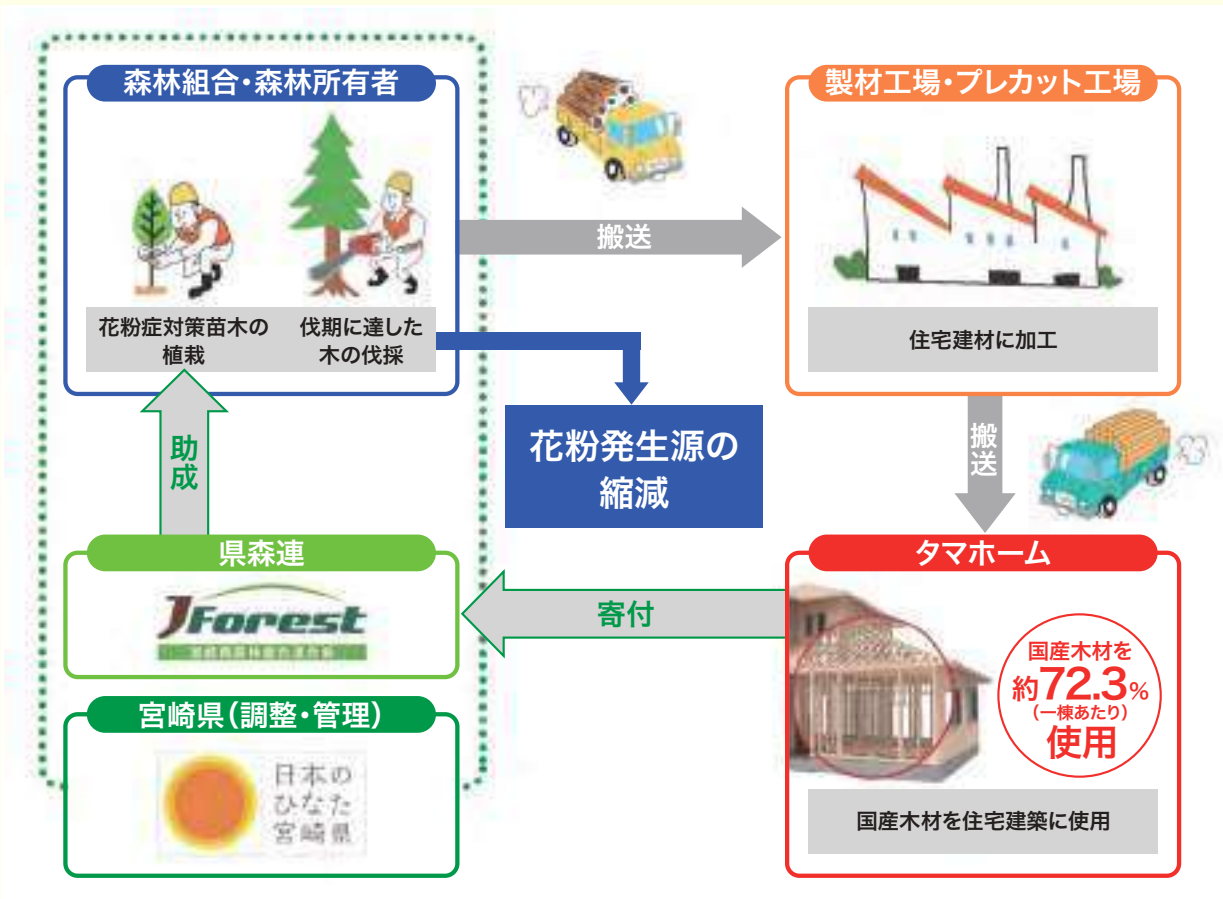 森林組合・森林所有者
花粉症対策苗木の
植栽
伐期に達した
木の伐採
搬送
製材工場・プレカット工場
住宅建材に加工
花粉発生源の
縮減
搬送
助成
県森連
JForest
タマホーム
国産木材を
約72.3%
(一棟あたり)
使用
国産木材を住宅建築に使用
寄付
宮崎県(調整・管理)
日本の
ひなた
宮崎県